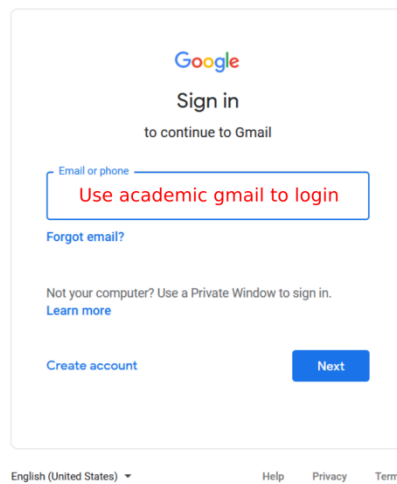 Google
Sign in
to continue to Gmail
Email or phone
Use academic gmail to login
Forgot email?
Not your computer? Use a Private Window to sign in.
Learn more
Create account
Next
English (United States)
Help
Privacy
Term